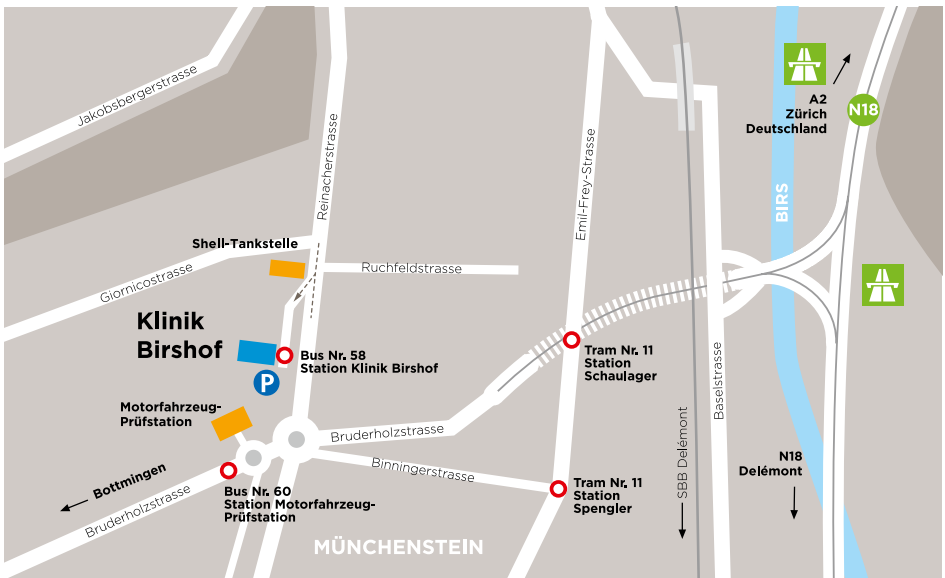 Jakobsbergerstrasse
Reinacherstrasse
Emil-Frey-Strasse
A2
Zürich
Deutschland
N18
BIRS
Shell-Tankstelle
Giornicostrasse
Ruchfeldstrasse
Klinik
Birshof
Bus Nr. 58
Station Klinik Birshof
P
Tram Nr. 11
Station
Schaulager
Baselstrasse
Motorfahrzeug-
Prüfstation
Bruderholzstrasse
Binningerstrasse
SBB Delémont
N18
Delémont
Bottmingen
Bruderholzstrasse
Bus Nr. 60
Station Motorfahrzeug-
Prüfstation
Tram Nr. 11
Station
Spengler
MÜNCHENSTEIN